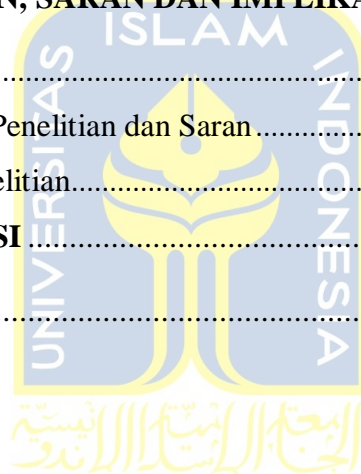 N, SARAN DAN IMPLIKA
ISLAM
Penelitian dan Saran
elitian
SI
UNIVERSITAS
INDONESIA